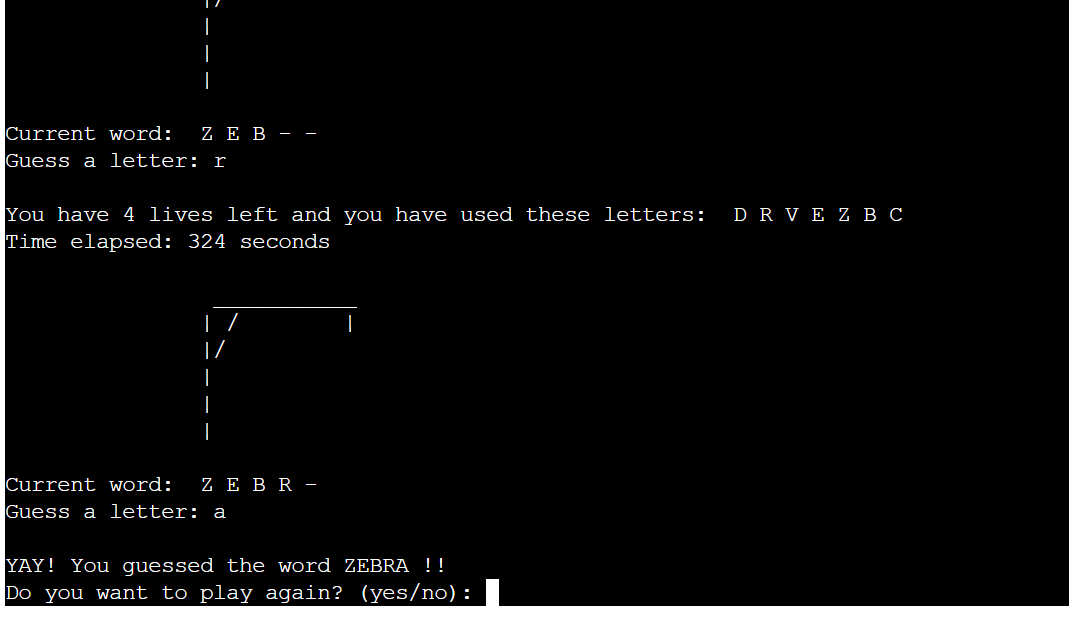 |/
|
|
|
Current word:  Z E B - -
Guess a letter: r
You have 4 lives left and you have used these letters:  D R V E Z B C
Time elapsed: 324 seconds
___________
| /        |
|/
|
|
|
Current word:  Z E B R -
Guess a letter: a
YAY! You guessed the word ZEBRA !!
Do you want to play again? (yes/no):